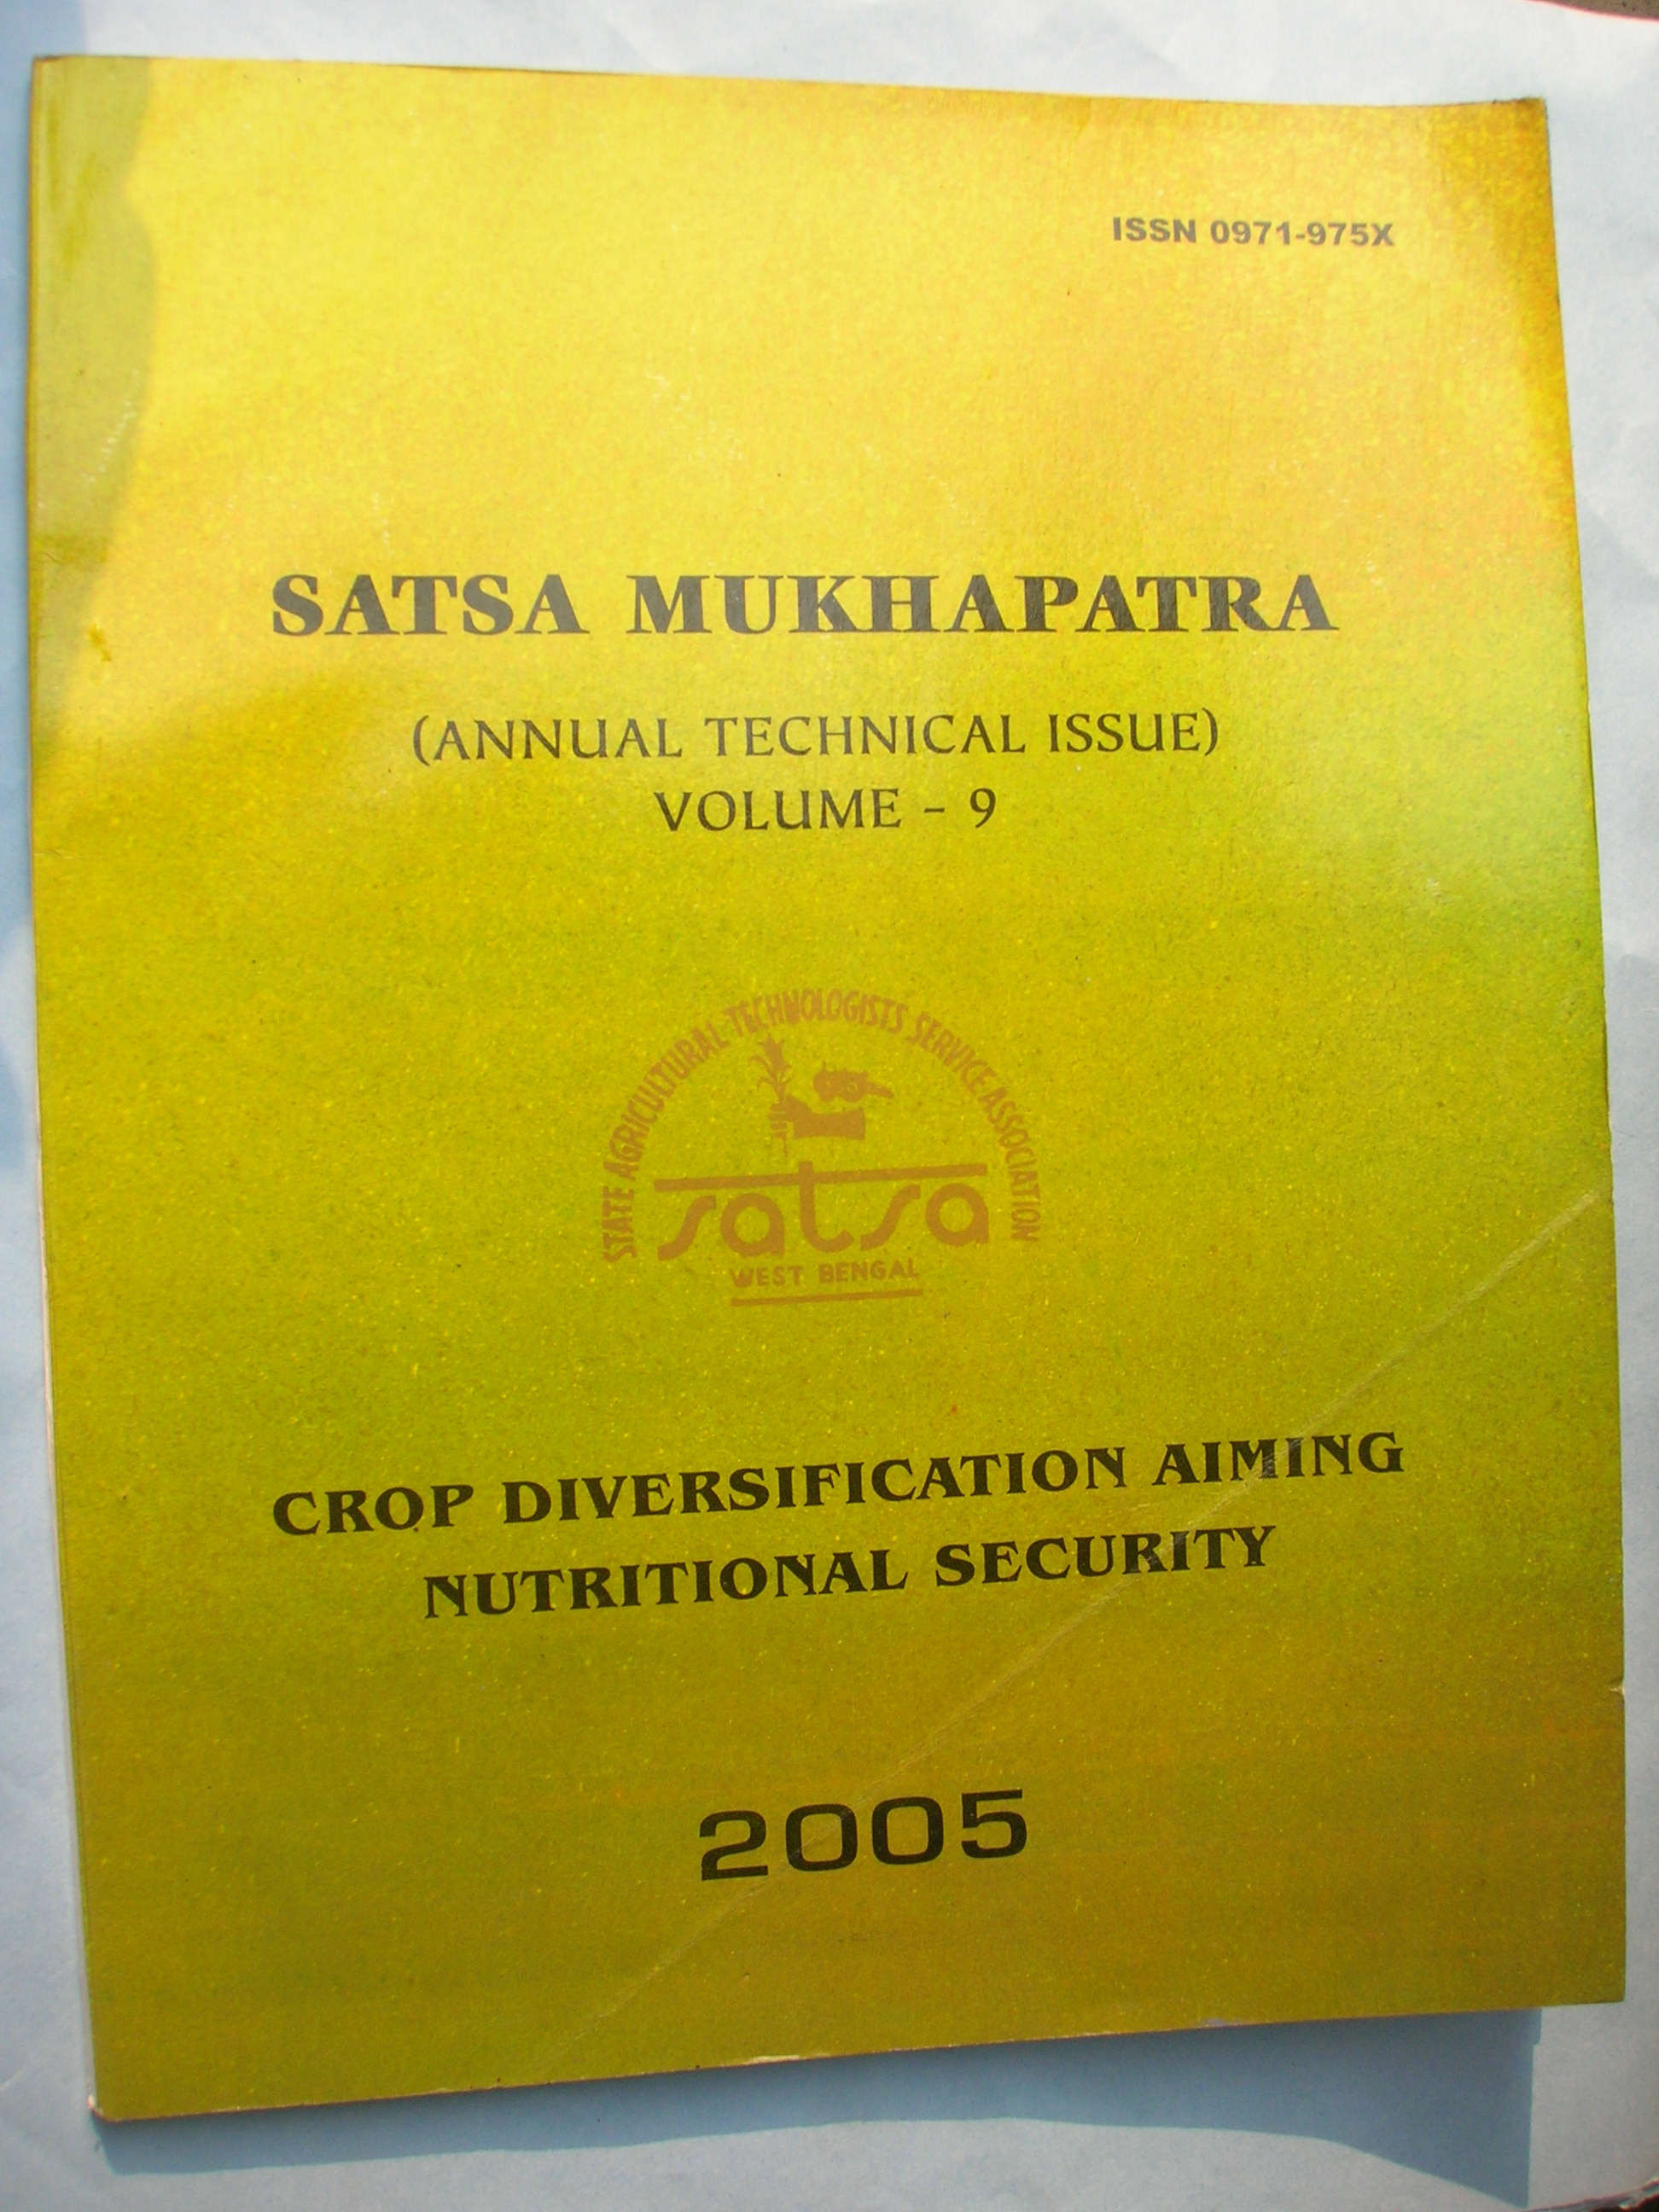 ISSN 0971-975X
SATSA MUKHAPATRA
(ANNUAL TECHNICAL ISSUE)
VOLUME - 9
STATE AGRICULTURAL TECHNOLOGISTS SERVICE ASSOCIATION
satsa
WEST BENGAL
CROP DIVERSIFICATION AIMING
NUTRITIONAL SECURITY
2005